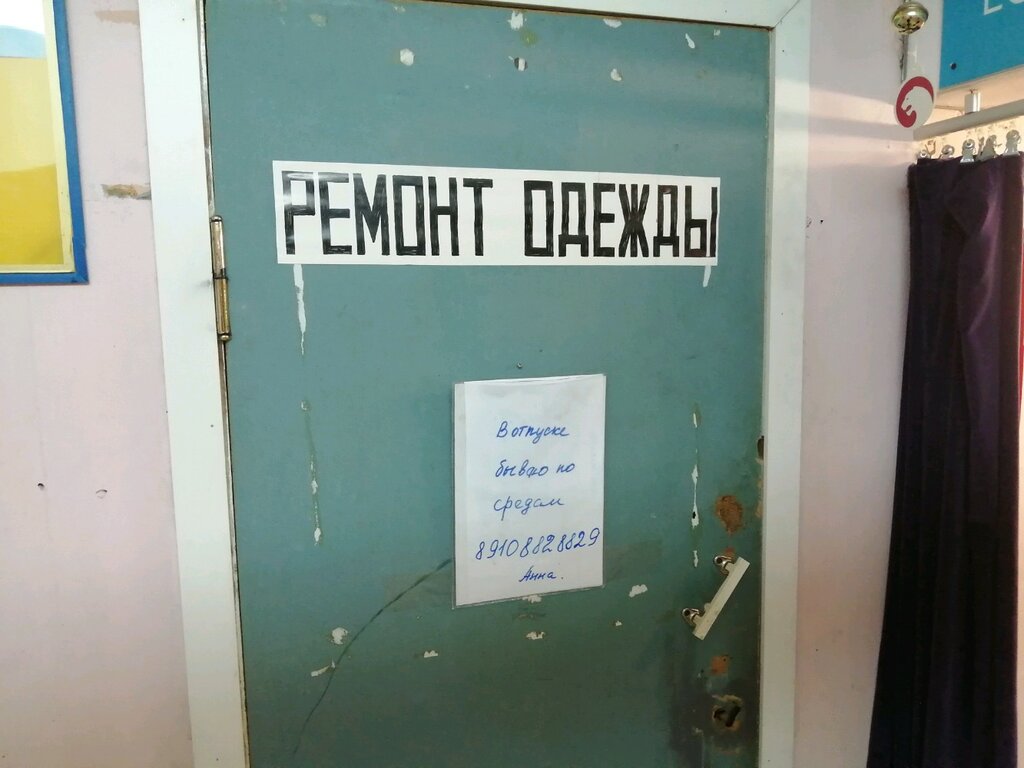 РЕМОНТ ОДЕЖДЫ
В отпуске
бываю по
средам
89108828829
Анна.